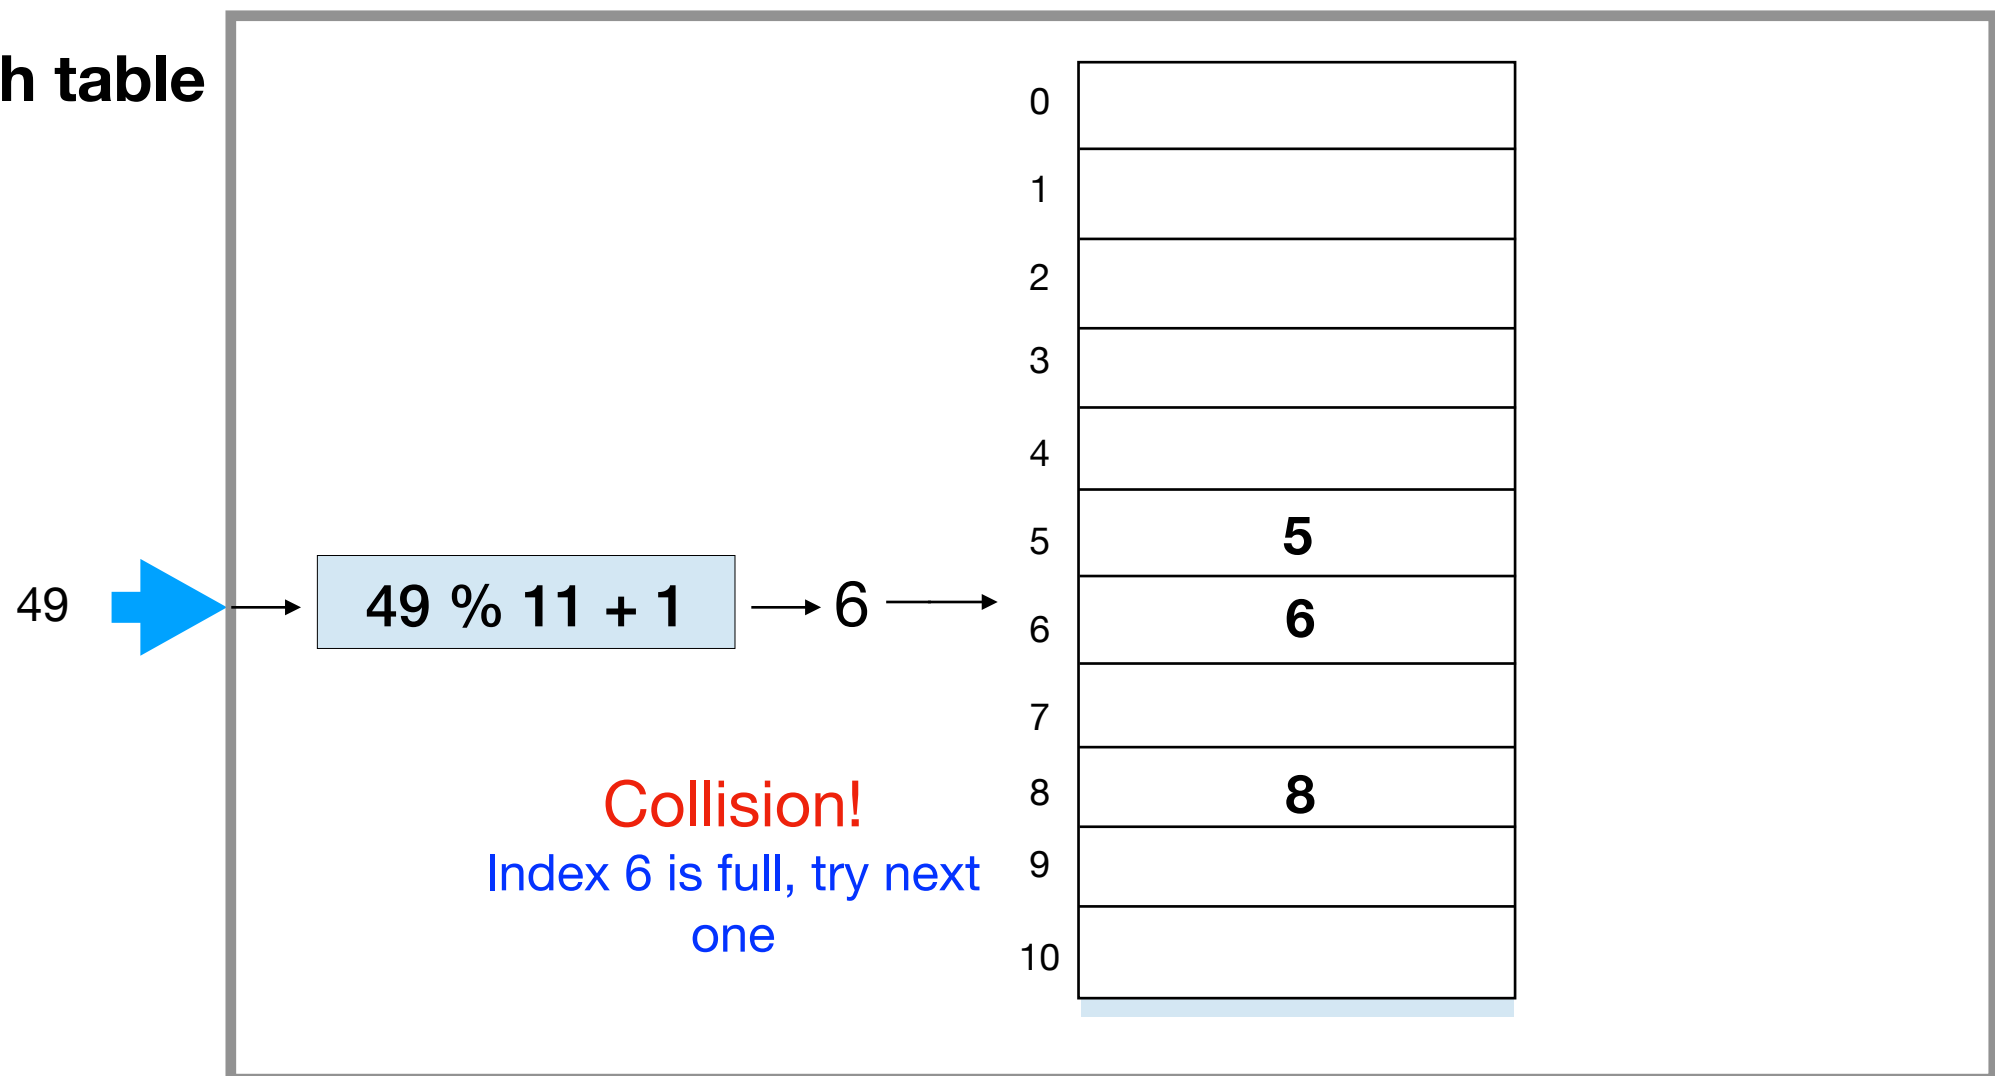 h table
0
1
2
3
4
5 5
49 49 % 11 + 1 6
6 6
7
Collision!
8 8
Index 6 is full, try next
one
9
10